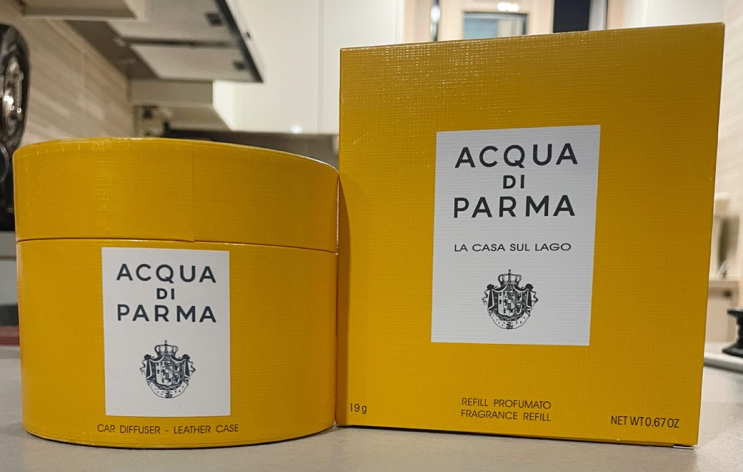 ACQUA
DI
PARMA
CAR DIFFUSER - LEATHER CASE
ACQUA
DI
PARMA
LA CASA SUL LAGO
19 g
REFILL PROFUMATO
FRAGRANCE REFILL
NET WT 0.67 OZ